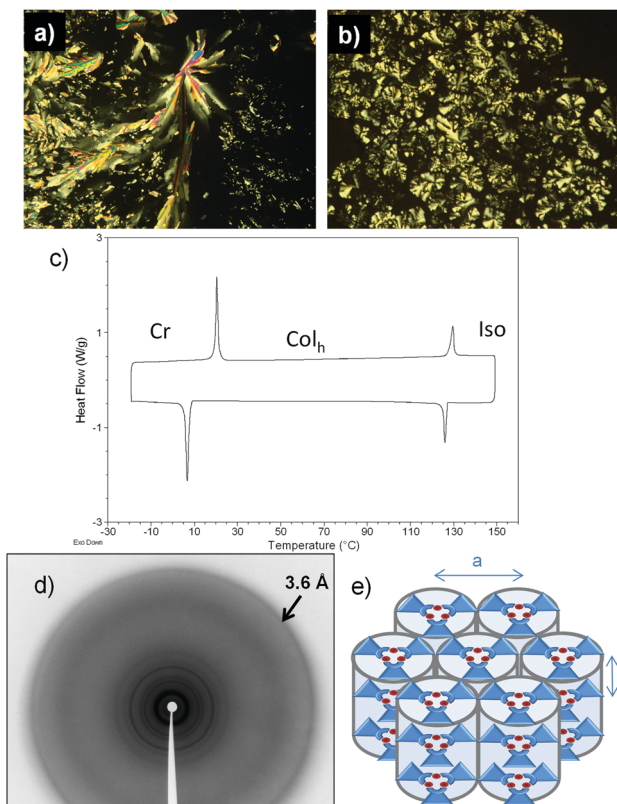 a)
b)
c)
3
1
-1
-3
Heat Flow (W/g)
Cr
Colh
Iso
-30
-10
10
30
50
70
90
110
130
150
Exo Down
Temperature (°C)
d)
3.6 Å
e)
a